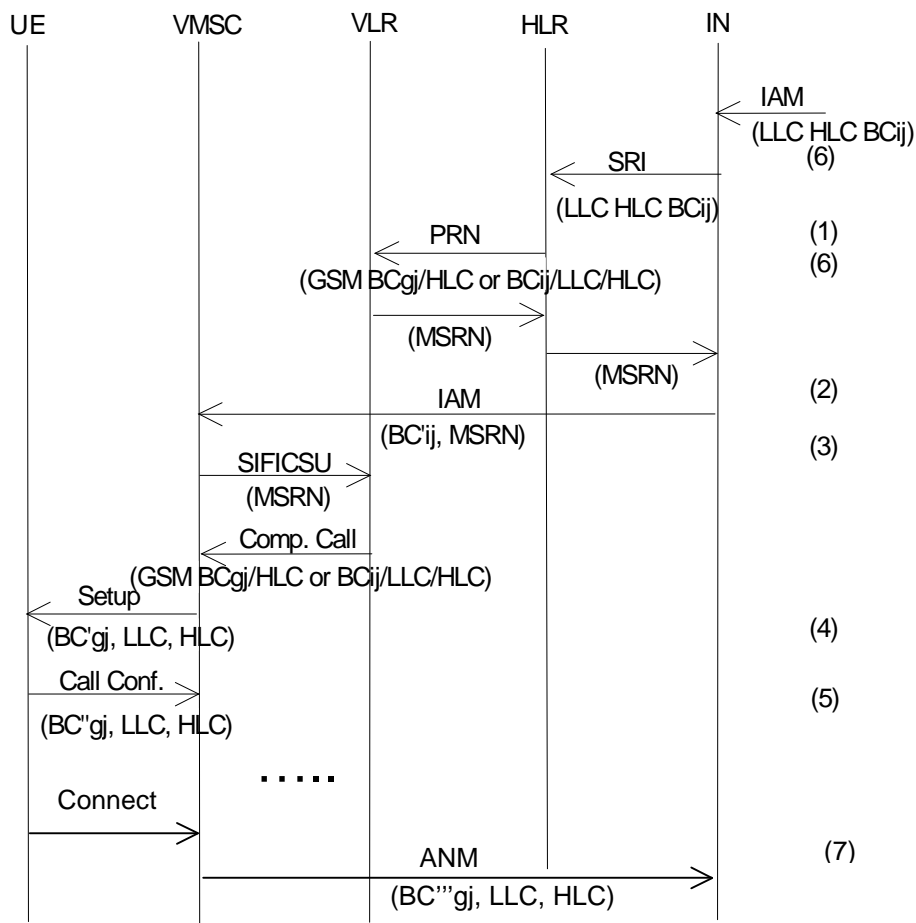 UE VMSC VLR HLR IN
IAM
(LLC HLC BCij)
(6)
SRI
(LLC HLC BCij)
(1)
PRN
(6)
(GSM BCgj/HLC or BCij/LLC/HLC)
(MSRN)
(MSRN)
(2)
IAM
(BC'ij, MSRN)
(3)
SIFICSU
(MSRN)
Comp. Call
(GSM BCgj/HLC or BCij/LLC/HLC)
Setup
(BC'gj, LLC, HLC)
(4)
Call Conf.
(5)
(BC"gj, LLC, HLC)
.....
Connect
ANM
(7)
(BC’’’gj, LLC, HLC)